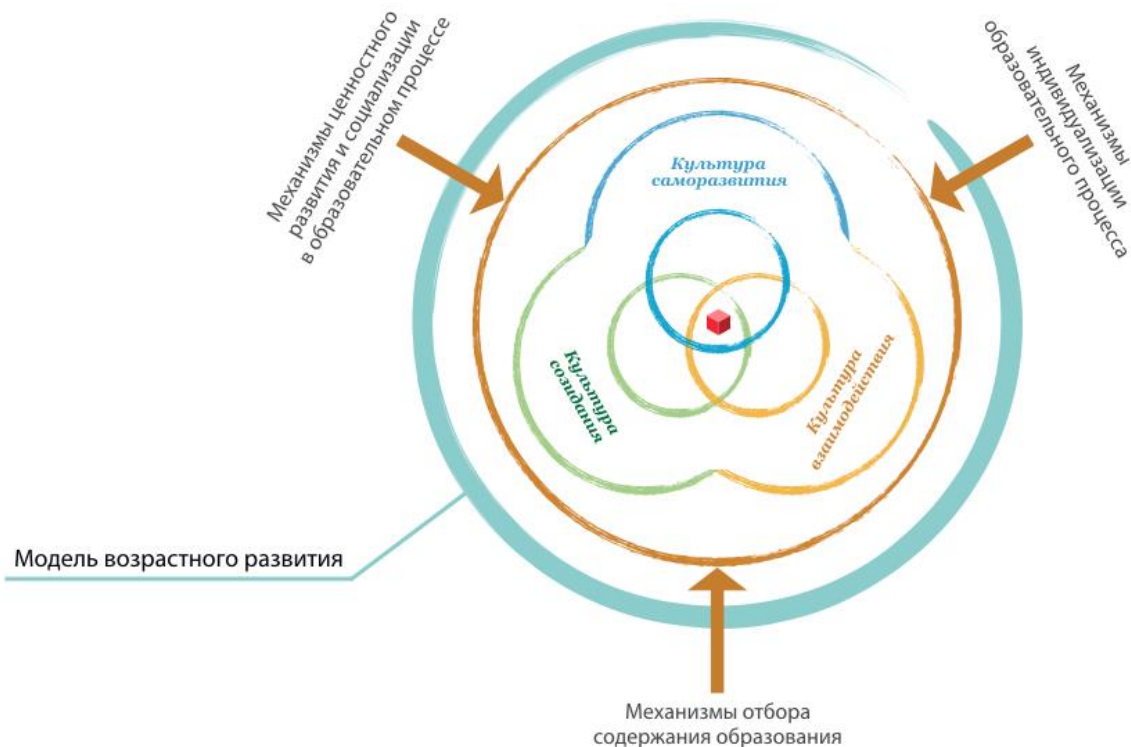 Механизмы ценностного
развития и социализации
в образовательном процессе
Механизмы
индивидуализации
образовательного процесса
Культура
саморазвития
Культура
созидания
Культура
взаимодействия
Модель возрастного развития
Механизмы отбора
содержания образования